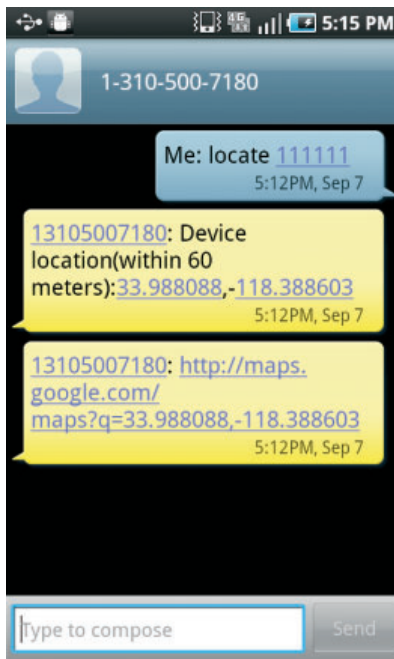 5:15 PM
1-310-500-7180
Me: locate 111111
5:12PM, Sep 7
13105007180: Device
location(within 60
meters):33.988088,-118.388603
5:12PM, Sep 7
13105007180: http://maps.
google.com/
maps?q=33.988088,-118.388603
5:12PM, Sep 7
Type to compose
Send